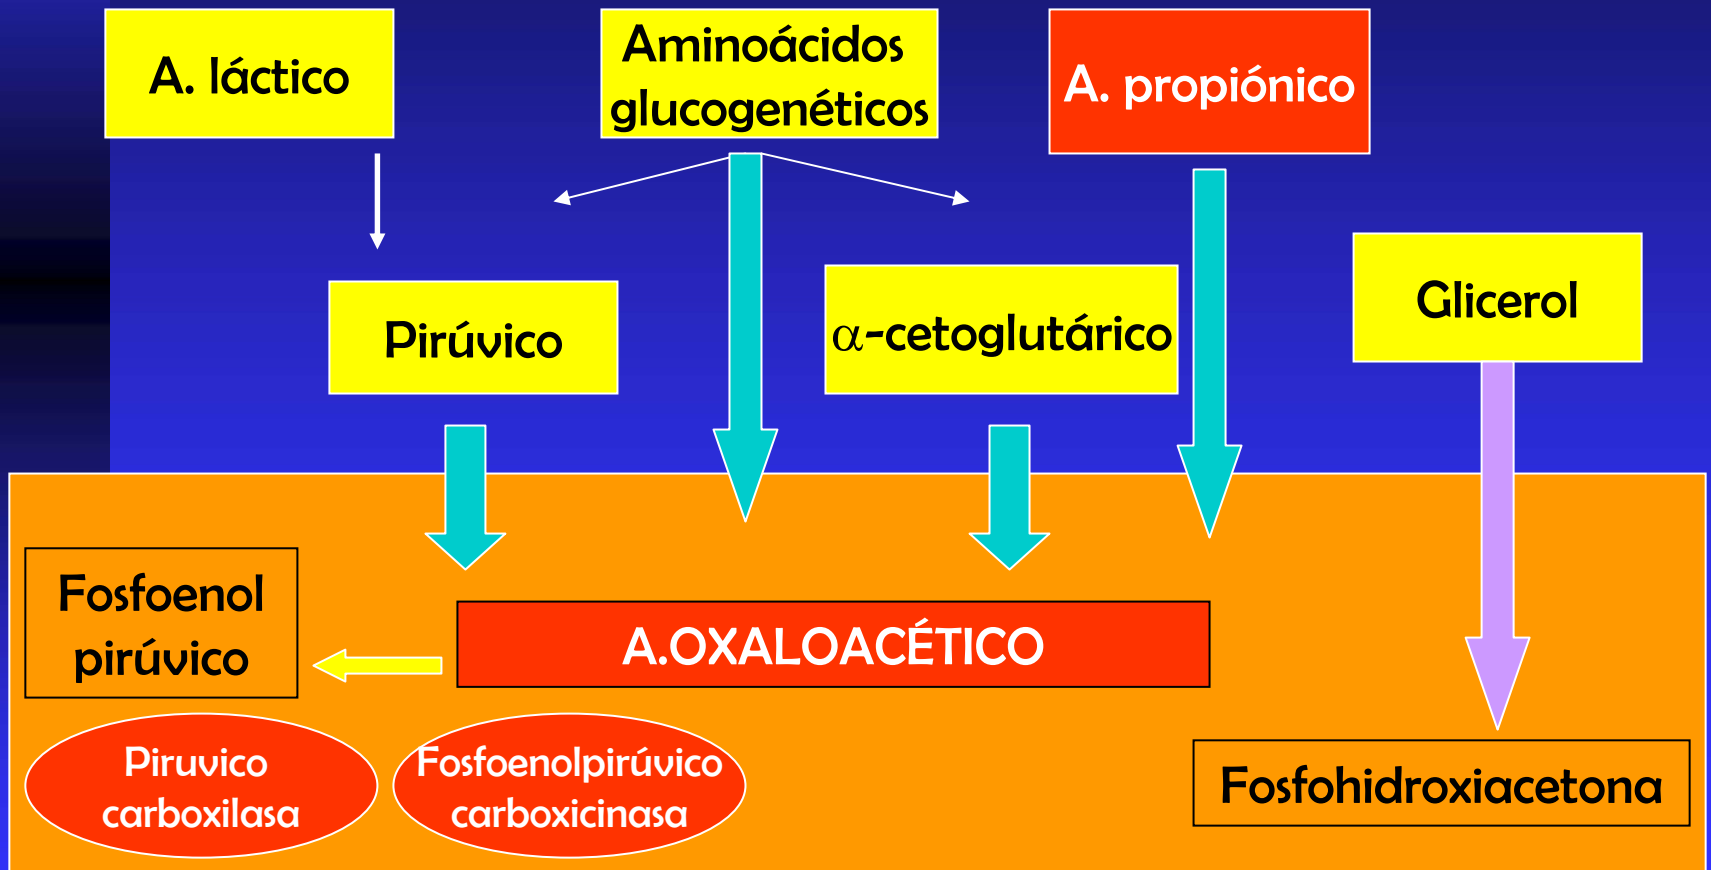 A. láctico
Aminoácidos
glucogenéticos
A. propiónico
Glicerol
Pirúvico
α-cetoglutárico
Fosfoenol
pirúvico
A.OXALOACÉTICO
Piruvico
carboxilasa
Fosfoenolpirúvico
carboxicinasa
Fosfohidroxiacetona